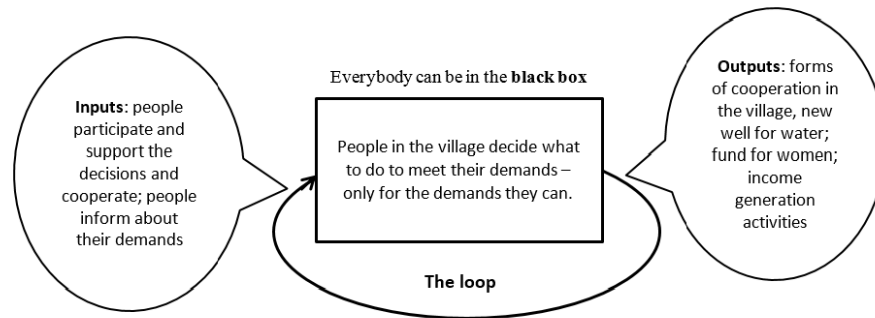 Everybody can be in the black box
Inputs: people
participate and
support the
decisions and
cooperate; people
inform about
their demands
People in the village decide what
to do to meet their demands –
only for the demands they can.
Outputs: forms
of cooperation in
the village, new
well for water;
fund for women;
income
generation
activities
The loop